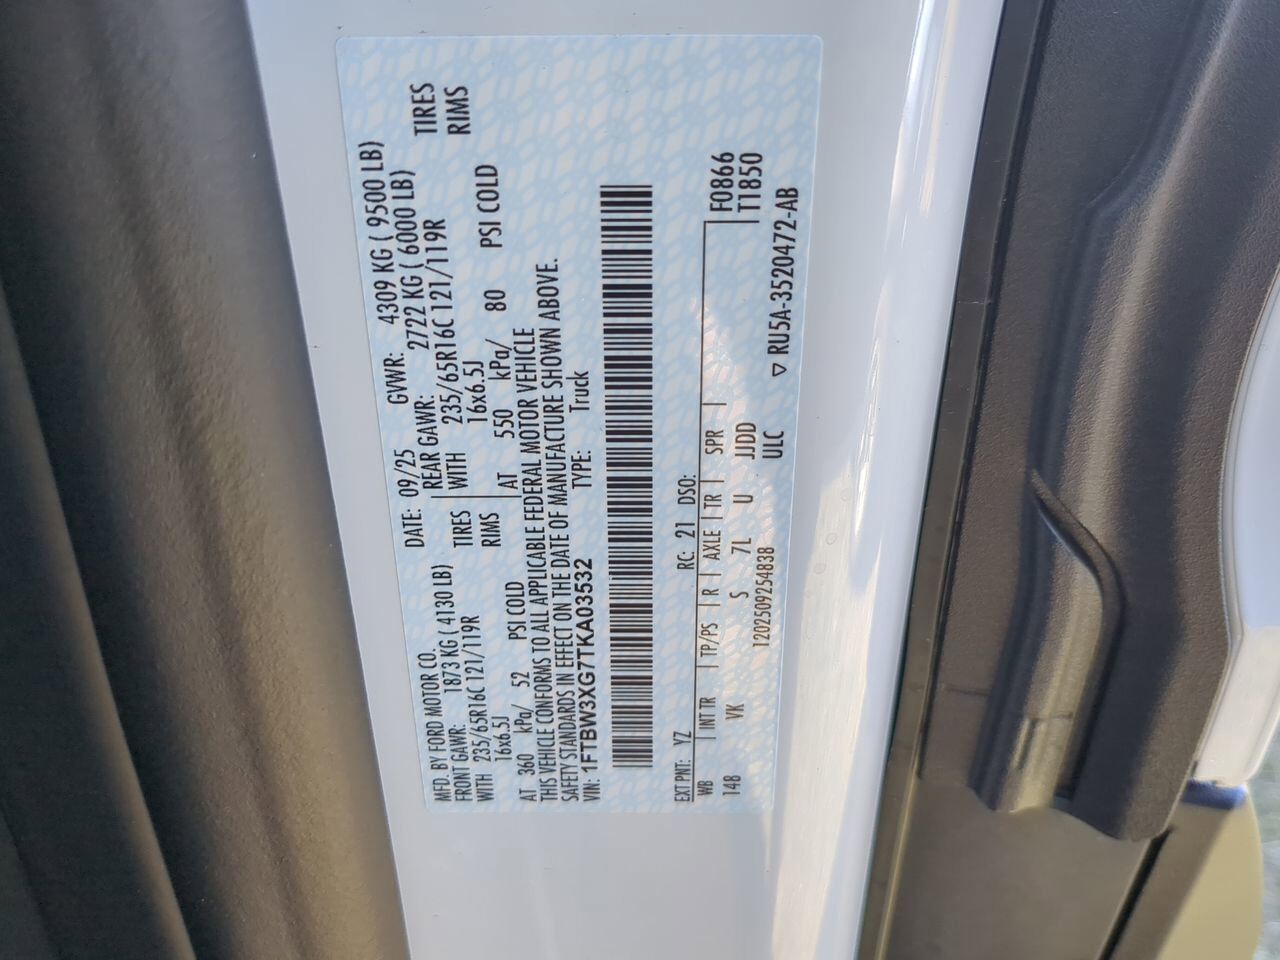 MFD. BY FORD MOTOR CO.
DATE: 09/25 GVWR: 4309 KG ( 9500 LB)
FRONT GAWR: 1873 KG ( 4130 LB)
REAR GAWR: 2722 KG ( 6000 LB)
WITH 235/65R16C 121/119R TIRES
WITH 235/65R16C 121/119R TIRES
16x6.5J RIMS
16x6.5J RIMS
AT 360 kPa/ 52 PSI COLD
AT 550 kPa/ 80 PSI COLD
THIS VEHICLE CONFORMS TO ALL APPLICABLE FEDERAL MOTOR VEHICLE
SAFETY STANDARDS IN EFFECT ON THE DATE OF MANUFACTURE SHOWN ABOVE.
VIN: 1FTBW3XG7TKA03532 TYPE: Truck
EXT PNT: YZ RC: 21 DSO: F0866
WB INT TR TP/PS R AXLE TR SPR T1850
148 VK S 7L U JJDD
1202509254838 ULC ▽ RU5A-3520472-AB